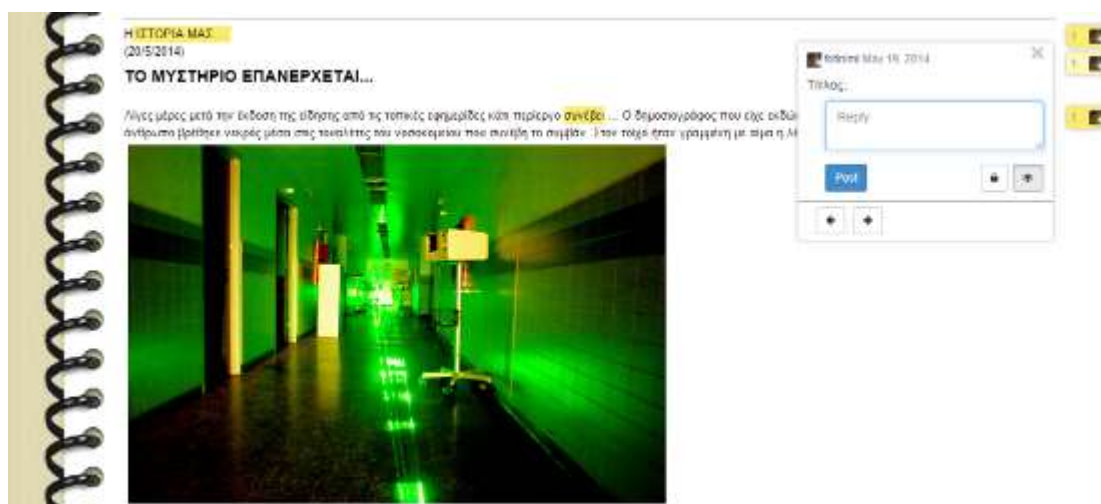 Η ΙΣΤΟΡΙΑ ΜΑΣ
(20/5/2014)
ΤΟ ΜΥΣΤΗΡΙΟ ΕΠΑΝΕΡΧΕΤΑΙ...
Λίγες μέρες μετά την έκδοση της είδησης από τις τοπικές εφημερίδες κάτι περίεργο συνέβει ... Ο δημοσιογράφος που είχε εκδώ
άνθρωπο βρέθηκε νεκρός μέσα στις τουαλέτες του νοσοκομείου που συνέβη το συμβάν. Στον τοίχο ήταν γραμμένη με αίμα η
May 19, 2014
Τίτλος:
Reply
Post